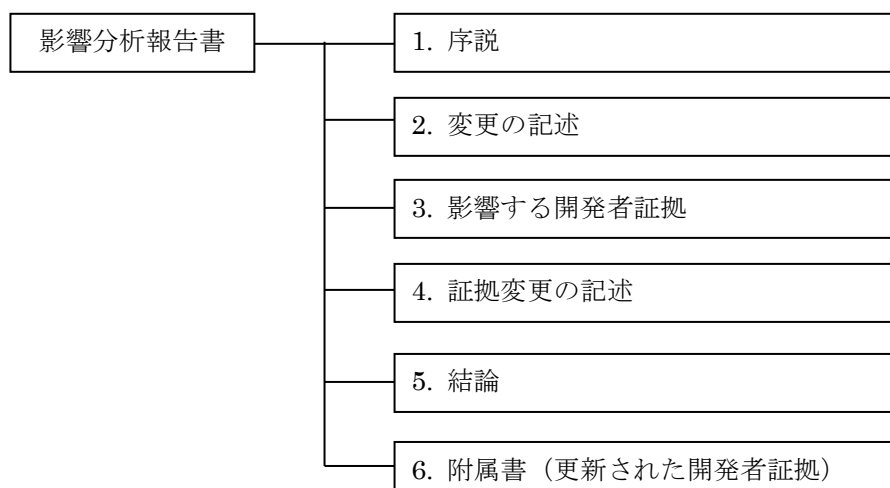 影響分析報告書
1. 序説
2. 変更の記述
3. 影響する開発者証拠
4. 証拠変更の記述
5. 結論
6. 附属書（更新された開発者証拠）